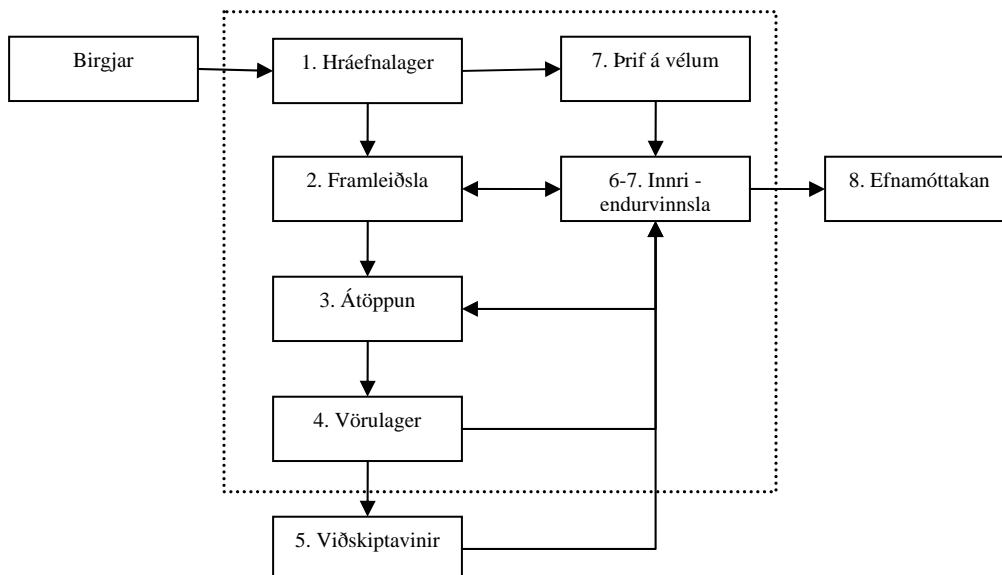 Birgjar
1. Hráefnalager
7. Þrif á vélum
2. Framleiðsla
6-7. Innri -
endurvinnsla
8. Efnamóttakan
3. Átöppun
4. Vörulager
5. Viðskiptavinir